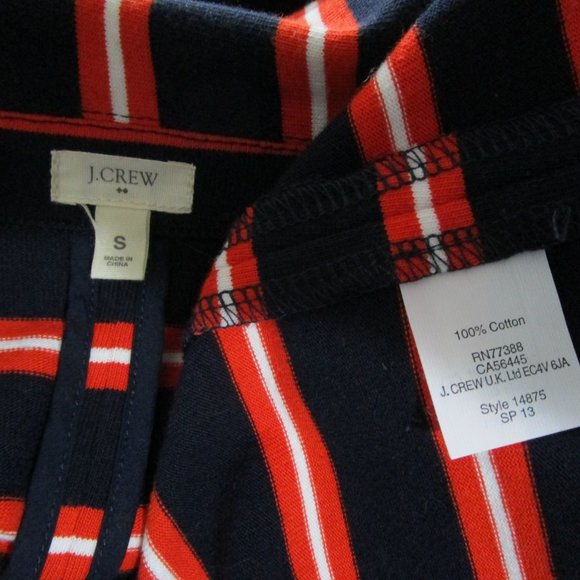 J.CREW
S
MADE IN
CHINA
100% Cotton
RN77388
CA56445
J. CREW U.K. Ltd EC4V 6JA
Style 14875
SP 13